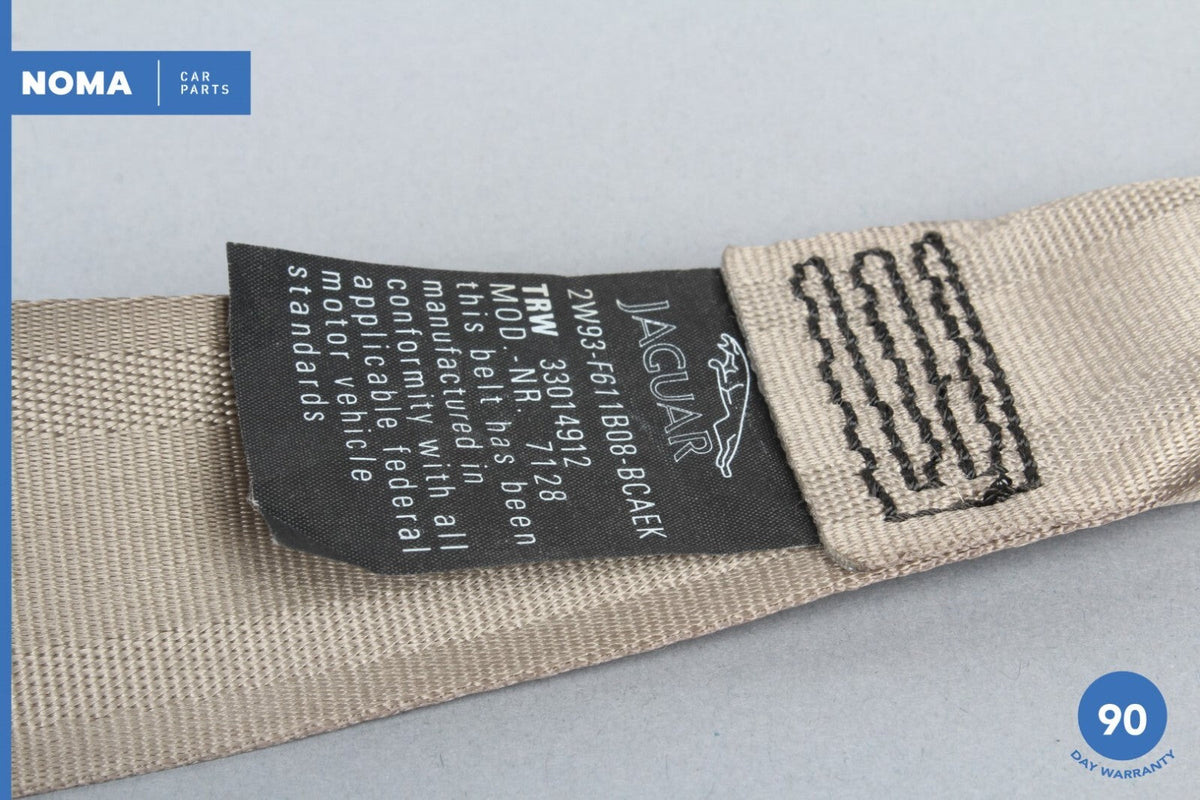 NOMA
CAR
PARTS
JAGUAR
2W93-F611B08-BCAEK
TRW 33014912
MOD.-NR. 7128
this belt has been
manufactured in
conformity with all
applicable federal
motor vehicle
standards
90
DAY WARRANTY